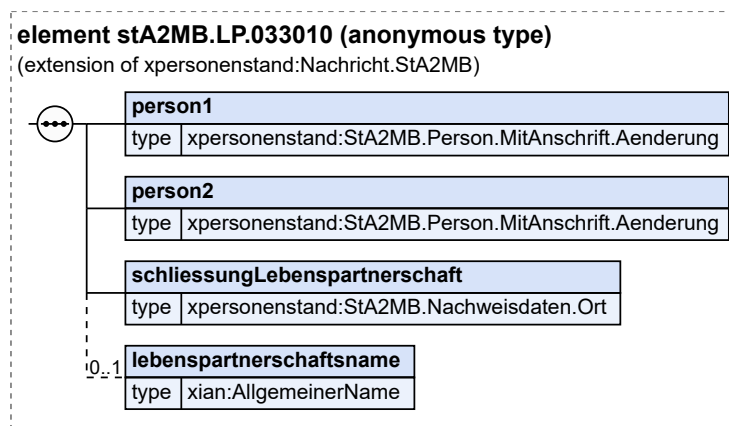 element stA2MB.LP.033010 (anonymous type)
(extension of xpersonenstand:Nachricht.StA2MB)
person1
type xpersonenstand:StA2MB.Person.MitAnschrift.Aenderung
person2
type xpersonenstand:StA2MB.Person.MitAnschrift.Aenderung
schliessungLebenspartnerschaft
type xpersonenstand:StA2MB.Nachweisdaten.Ort
0..1 lebenspartnerschaftsname
type xian:AllgemeinerName